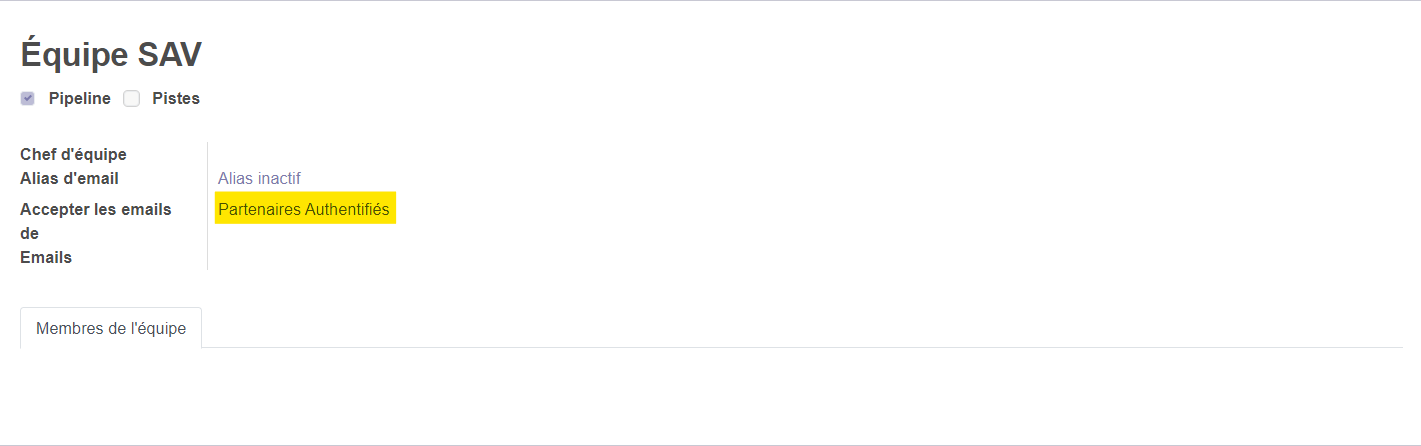 Équipe SAV
Pipeline Pistes
Chef d'équipe
Alias d'email Alias inactif
Accepter les emails Partenaires Authentifiés
de
Emails
Membres de l'équipe